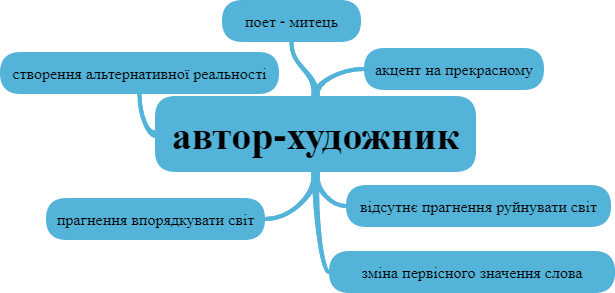 поет - митець
створення альтернативної реальності
акцент на прекрасному
автор-художник
прагнення впорядкувати світ
відсутнє прагнення руйнувати світ
зміна первісного значення слова